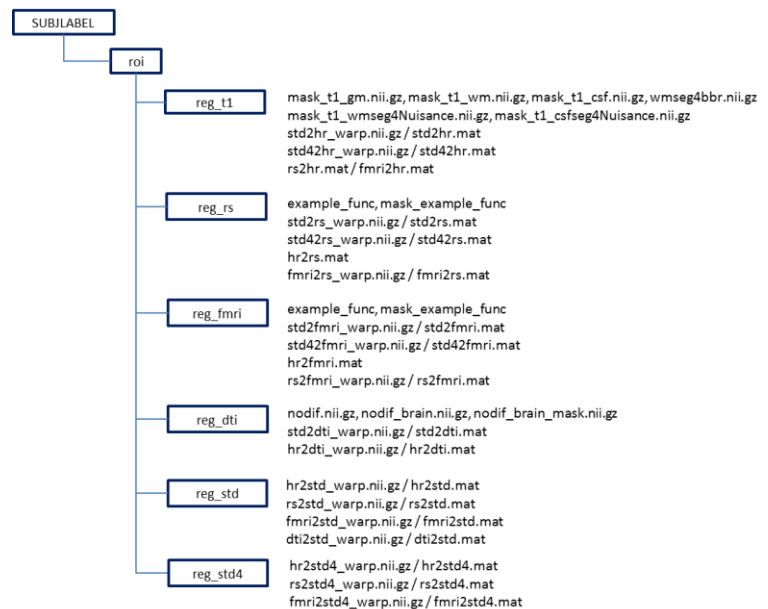 SUBJLABEL
roi
reg_t1
mask_t1_gm.nii.gz, mask_t1_wm.nii.gz, mask_t1_csf.nii.gz, wmseg4bbr.nii.gz
mask_t1_wmseg4Nuisance.nii.gz, mask_t1_csfseg4Nuisance.nii.gz
std2hr_warp.nii.gz / std2hr.mat
std42hr_warp.nii.gz / std42hr.mat
rs2hr.mat / fmri2hr.mat
reg_rs
example_func, mask_example_func
std2rs_warp.nii.gz / std2rs.mat
std42rs_warp.nii.gz / std42rs.mat
hr2rs.mat
fmri2rs_warp.nii.gz / fmri2rs.mat
reg_fmri
example_func, mask_example_func
std2fmri_warp.nii.gz / std2fmri.mat
std42fmri_warp.nii.gz / std42fmri.mat
hr2fmri.mat
rs2fmri_warp.nii.gz / rs2fmri.mat
reg_dti
nodif.nii.gz, nodif_brain.nii.gz, nodif_brain_mask.nii.gz
std2dti_warp.nii.gz / std2dti.mat
hr2dti_warp.nii.gz / hr2dti.mat
reg_std
hr2std_warp.nii.gz / hr2std.mat
rs2std_warp.nii.gz / rs2std.mat
fmri2std_warp.nii.gz / fmri2std.mat
dti2std_warp.nii.gz / dti2std.mat
reg_std4
hr2std4_warp.nii.gz / hr2std4.mat
rs2std4_warp.nii.gz / rs2std4.mat
fmri2std4_warp.nii.gz / fmri2std4.mat